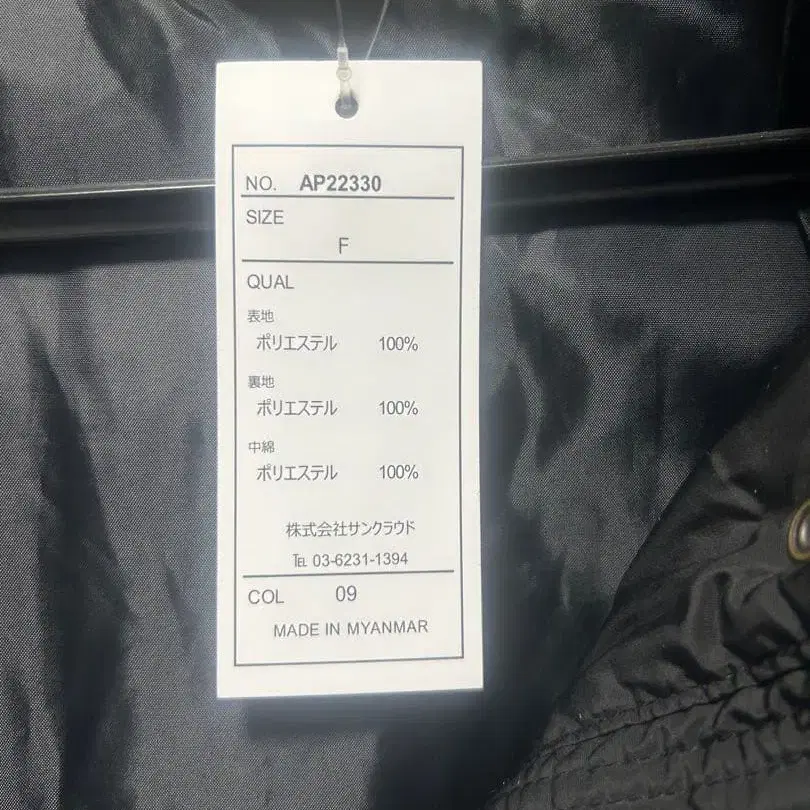 NO. AP22330
SIZE
F
QUAL
表地
ポリエステル 100%
裏地
ポリエステル 100%
中綿
ポリエステル 100%
株式会社サンクラウド
℡ 03-6231-1394
COL 09
MADE IN MYANMAR